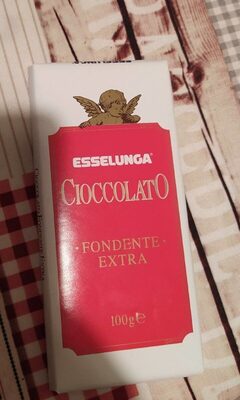 ESSELUNGA®
CIOCCOLATO
· FONDENTE ·
EXTRA
100g℮